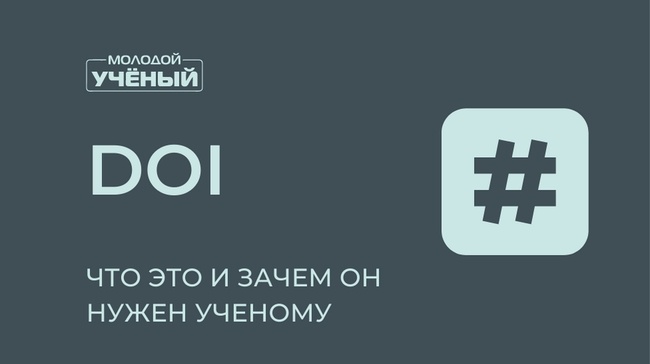 МОЛОДОЙ
УЧЁНЫЙ
DOI
#
ЧТО ЭТО И ЗАЧЕМ ОН
НУЖЕН УЧЕНОМУ